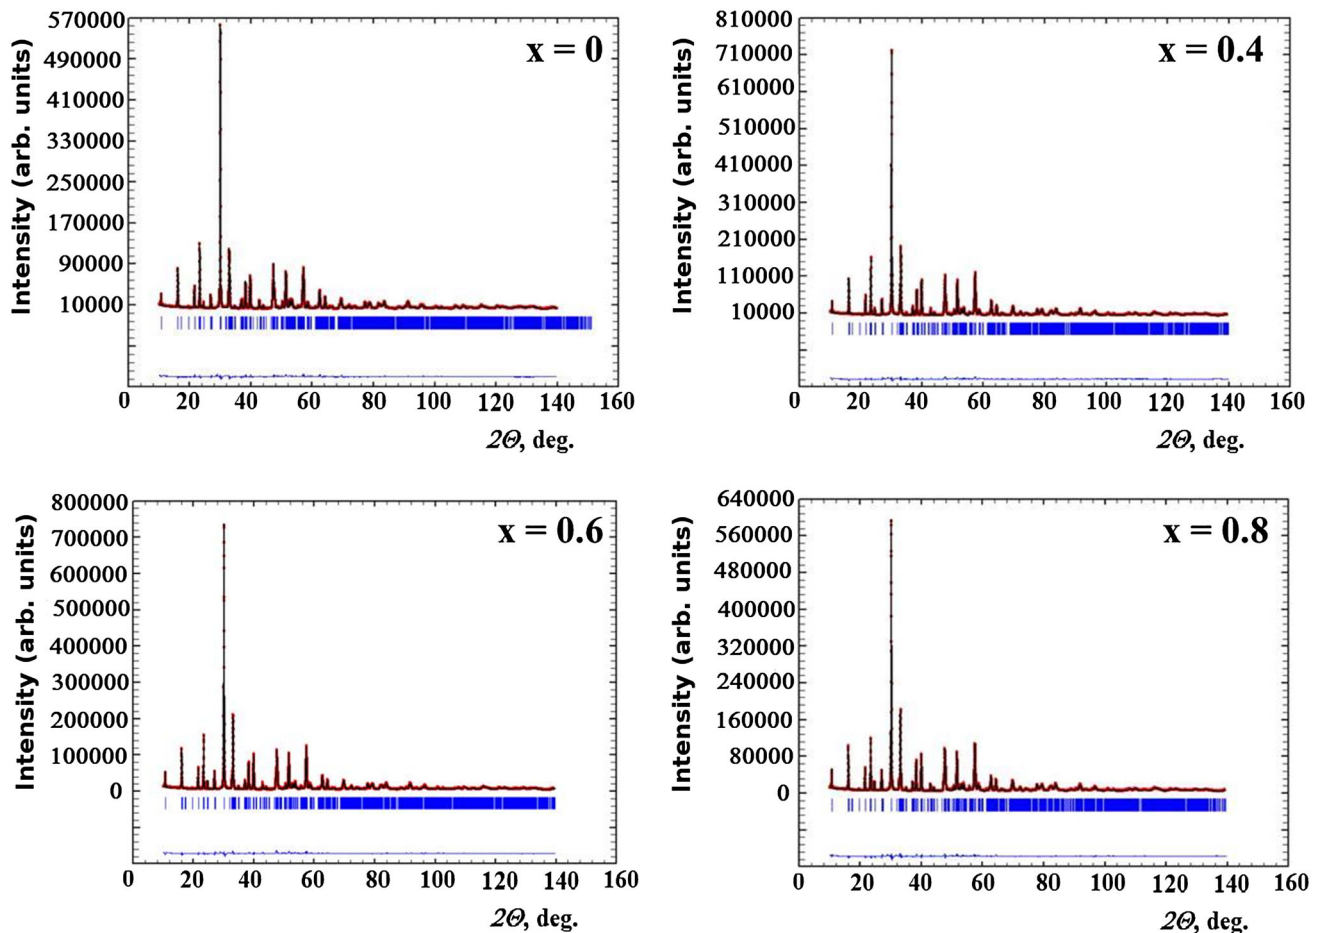 x = 0
Intensity (arb. units)
570000
490000
410000
330000
250000
170000
90000
10000
0 20 40 60 80 100 120 140 160
2Θ, deg.
x = 0.4
Intensity (arb. units)
810000
710000
610000
510000
410000
310000
210000
110000
10000
0 20 40 60 80 100 120 140 160
2Θ, deg.
x = 0.6
Intensity (arb. units)
800000
700000
600000
500000
400000
300000
200000
100000
0
0 20 40 60 80 100 120 140 160
2Θ, deg.
x = 0.8
Intensity (arb. units)
640000
560000
480000
400000
320000
240000
160000
80000
0
0 20 40 60 80 100 120 140 160
2Θ, deg.